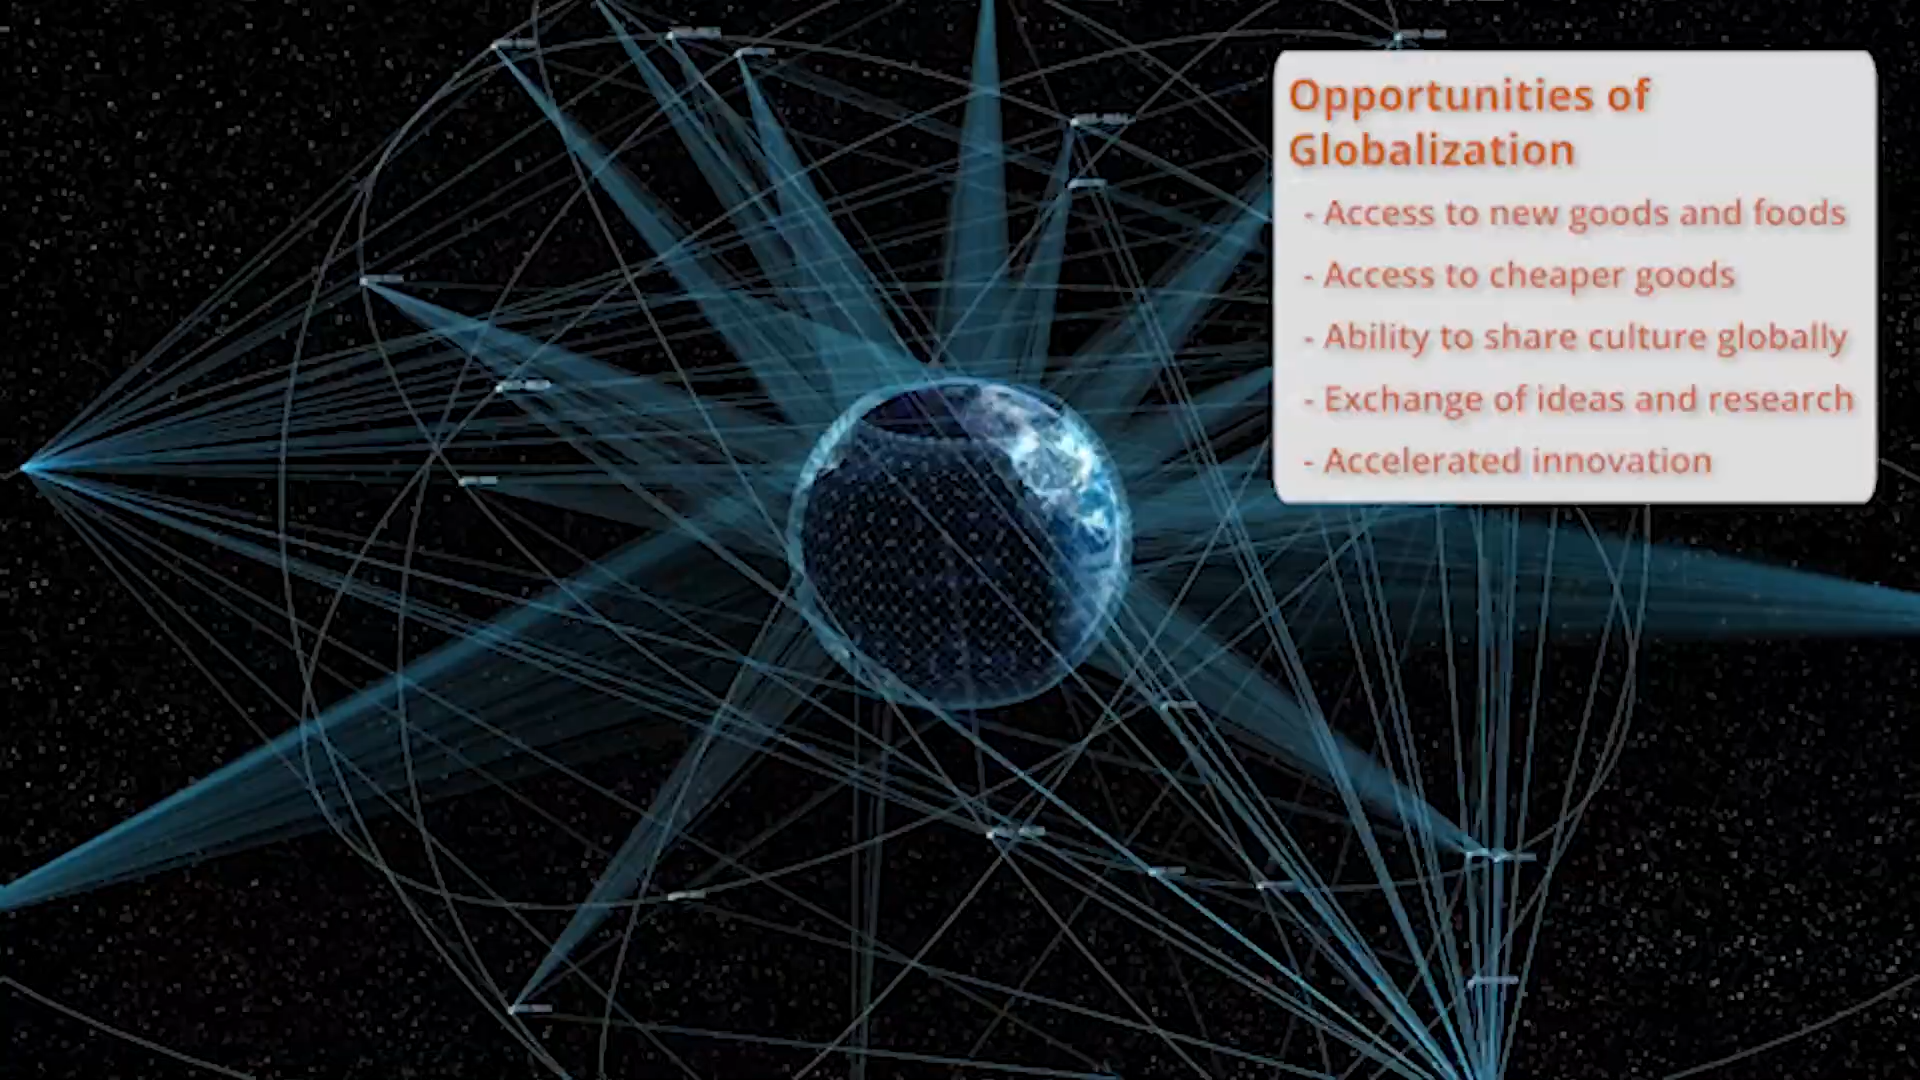 Opportunities of
Globalization
- Access to new goods and foods
- Access to cheaper goods
- Ability to share culture globally
- Exchange of ideas and research
- Accelerated innovation